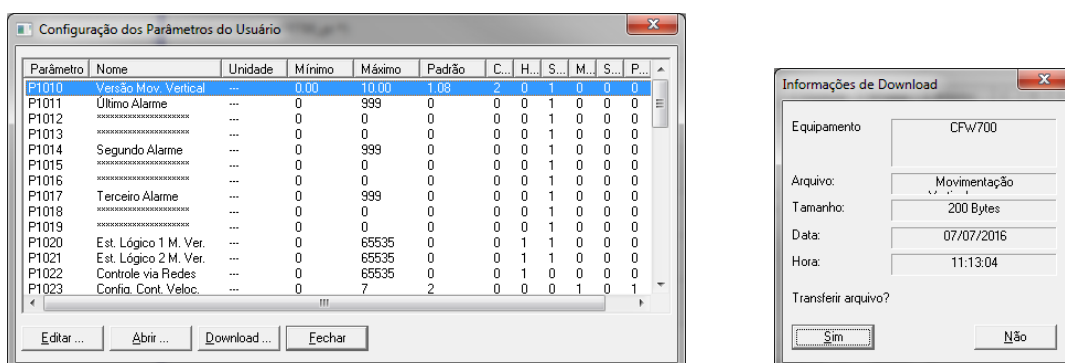 Configuração dos Parâmetros do Usuário
Parâmetro Nome Unidade Mínimo Máximo Padrão C... H... S... M... S... P...
P1010 Versão Mov. Vertical --- 0.00 10.00 1.08 2 0 1 0 0 0
P1011 Último Alarme --- 0 999 0 0 0 1 0 0 0
P1012 ******************** --- 0 0 0 0 0 1 0 0 0
P1013 ******************** --- 0 0 0 0 0 1 0 0 0
P1014 Segundo Alarme --- 0 999 0 0 0 1 0 0 0
P1015 ******************** --- 0 0 0 0 0 1 0 0 0
P1016 ******************** --- 0 0 0 0 0 1 0 0 0
P1017 Terceiro Alarme --- 0 999 0 0 0 1 0 0 0
P1018 ******************** --- 0 0 0 0 0 1 0 0 0
P1019 ******************** --- 0 0 0 0 0 1 0 0 0
P1020 Est. Lógico 1 M. Ver. --- 0 65535 0 0 1 1 0 0 0
P1021 Est. Lógico 2 M. Ver. --- 0 65535 0 0 1 1 0 0 0
P1022 Controle via Redes --- 0 65535 0 0 1 0 0 0 0
P1023 Config. Cont. Veloc. --- 0 7 2 0 0 0 1 0 1
Editar ... Abrir ... Download ... Fechar
Informações de Download
Equipamento CFW700
Arquivo: Movimentação
Tamanho: 200 Bytes
Data: 07/07/2016
Hora: 11:13:04
Transferir arquivo?
Sim Não